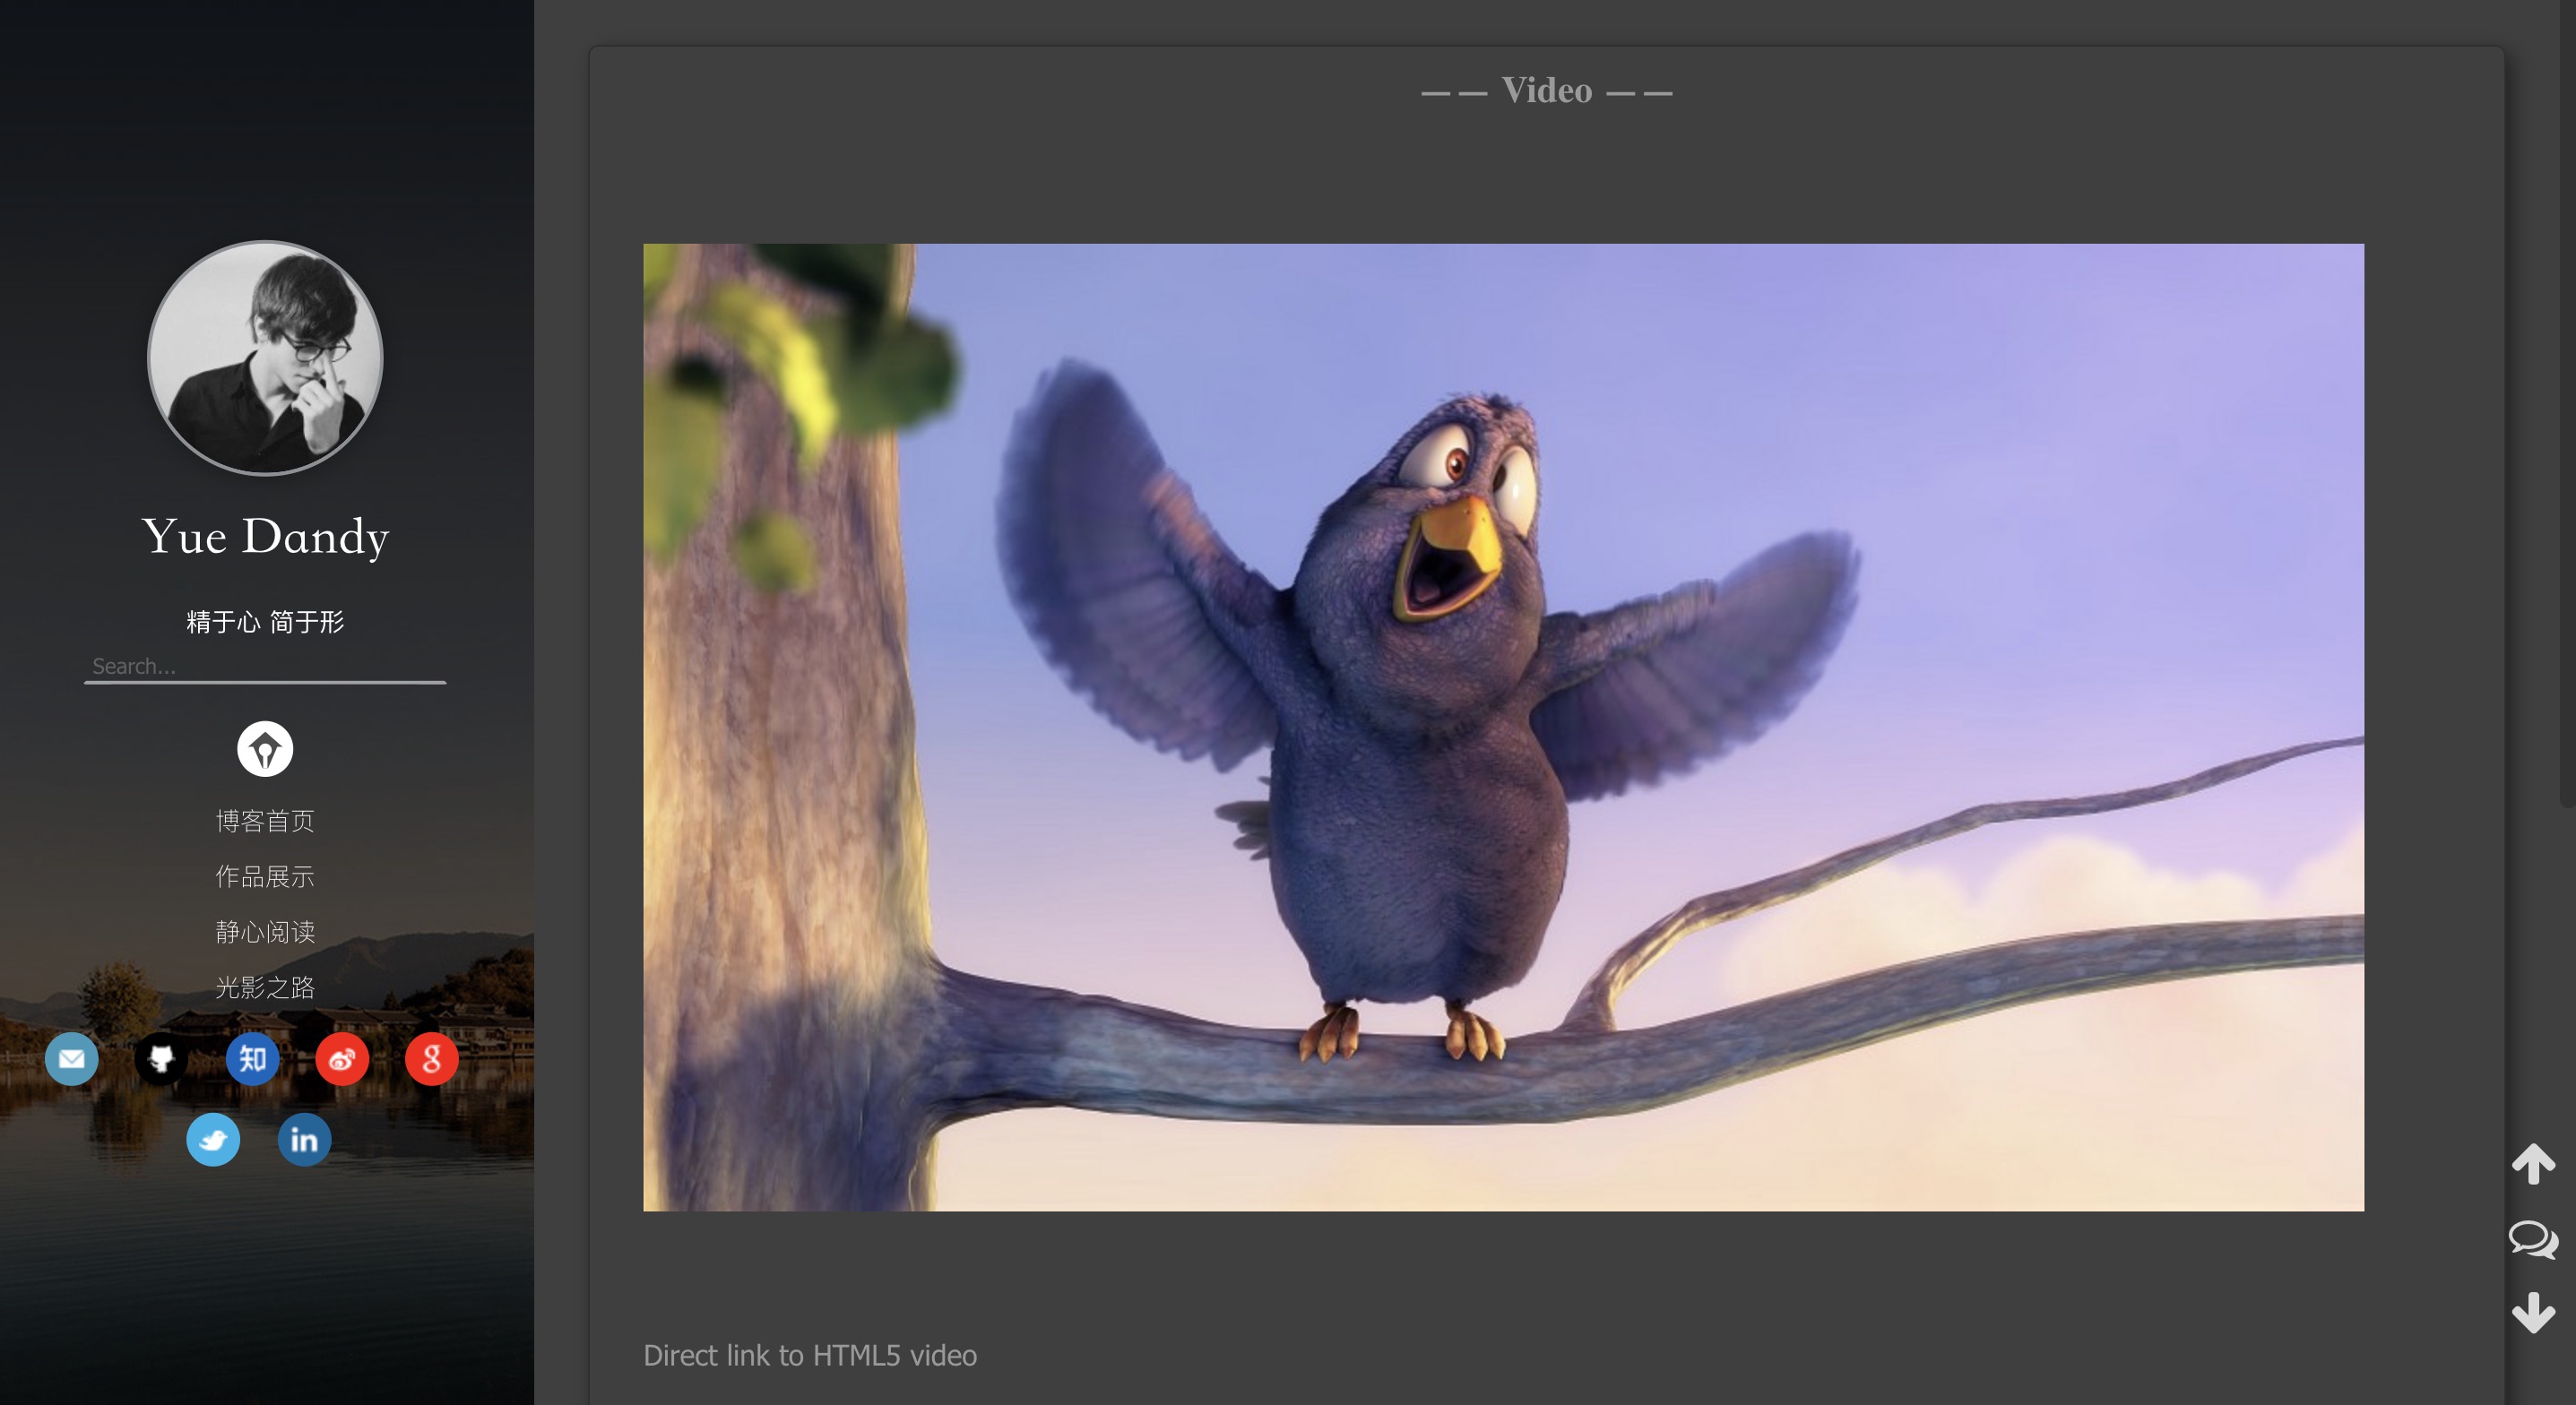 Yue Dandy
精于心 简于形
Search...
博客首页
作品展示
静心阅读
光影之路
知
g
in
—— Video ——
Direct link to HTML5 video